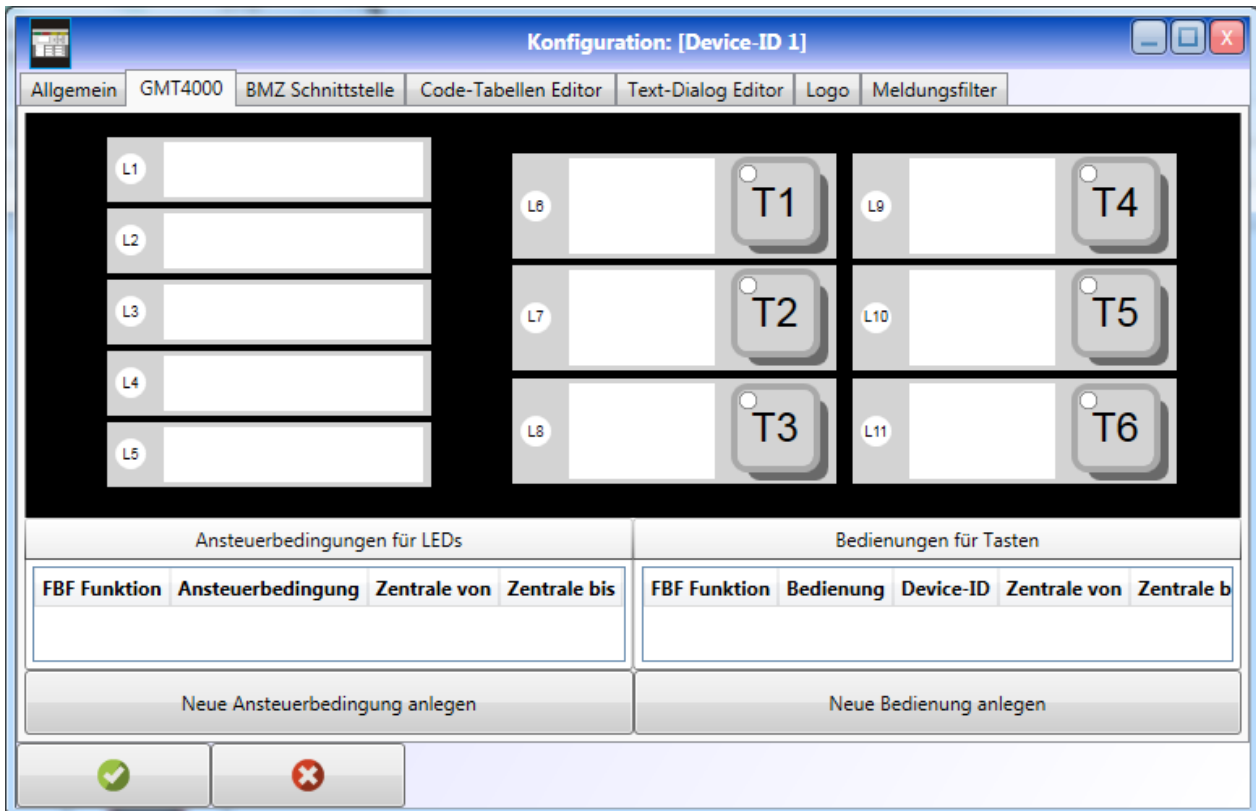 Konfiguration: [Device-ID 1]
X
Allgemein GMT4000 BMZ Schnittstelle Code-Tabellen Editor Text-Dialog Editor Logo Meldungsfilter
L1
L2
L3
L4
L5
L6 T1 L9 T4
L7 T2 L10 T5
L8 T3 L11 T6
Ansteuerbedingungen für LEDs
FBF Funktion Ansteuerbedingung Zentrale von Zentrale bis
Neue Ansteuerbedingung anlegen
Bedienungen für Tasten
FBF Funktion Bedienung Device-ID Zentrale von Zentrale b
Neue Bedienung anlegen